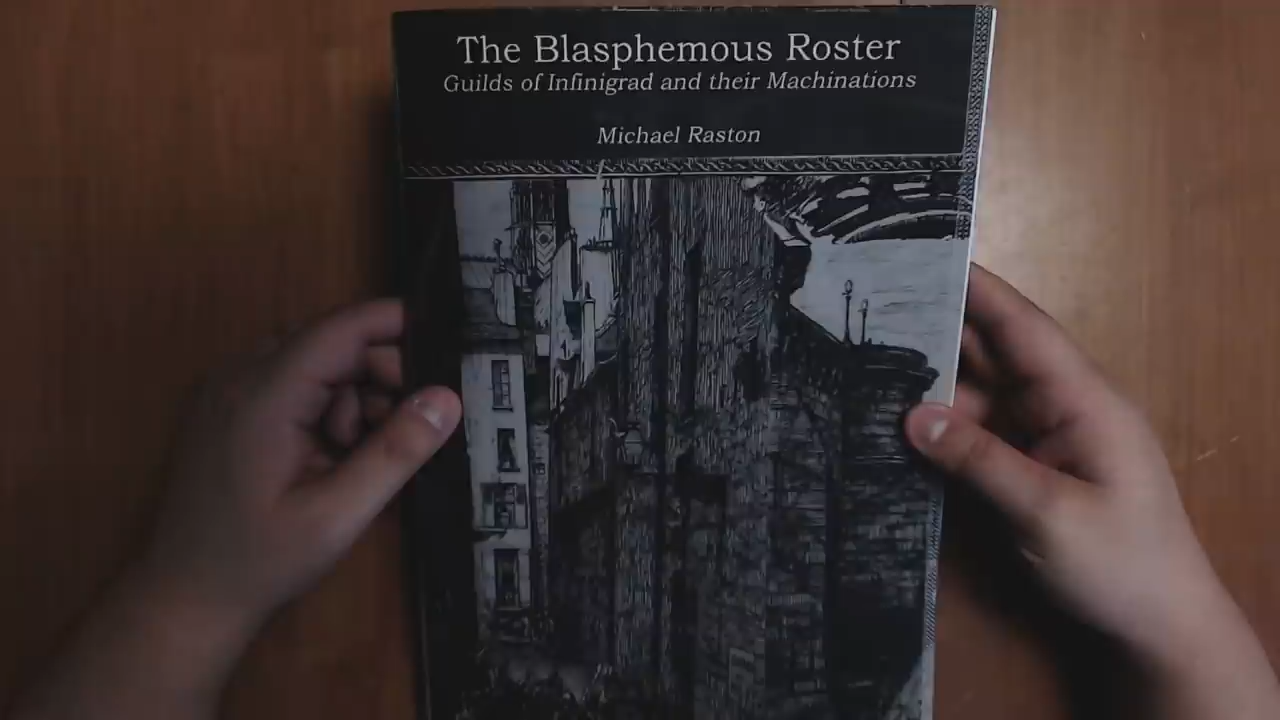 The Blasphemous Roster
Guilds of Infinigrad and their Machinations
Michael Raston